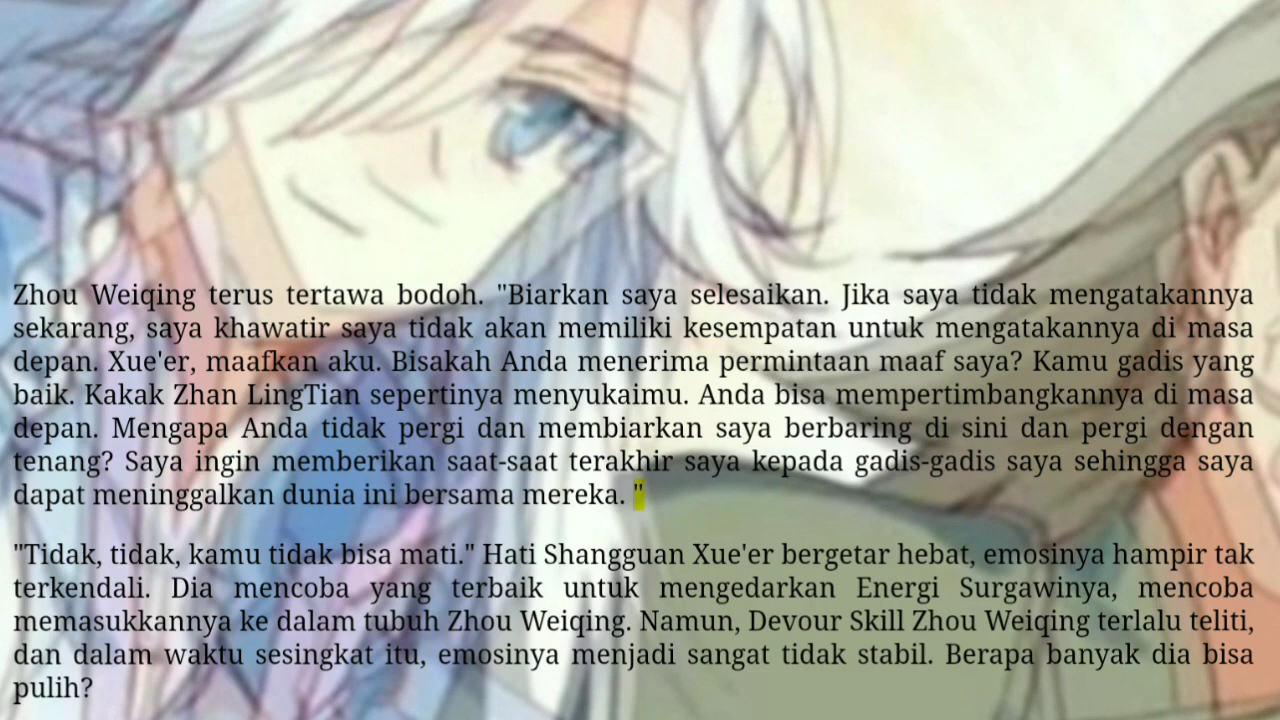 Zhou Weiqing terus tertawa bodoh. "Biarkan saya selesaikan. Jika saya tidak mengatakannya
sekarang, saya khawatir saya tidak akan memiliki kesempatan untuk mengatakannya di masa
depan. Xue'er, maafkan aku. Bisakah Anda menerima permintaan maaf saya? Kamu gadis yang
baik. Kakak Zhan LingTian sepertinya menyukaimu. Anda bisa mempertimbangkannya di masa
depan. Mengapa Anda tidak pergi dan membiarkan saya berbaring di sini dan pergi dengan
tenang? Saya ingin memberikan saat-saat terakhir saya kepada gadis-gadis saya sehingga saya
dapat meninggalkan dunia ini bersama mereka. "
"Tidak, tidak, kamu tidak bisa mati." Hati Shangguan Xue'er bergetar hebat, emosinya hampir tak
terkendali. Dia mencoba yang terbaik untuk mengedarkan Energi Surgawinya, mencoba
memasukkannya ke dalam tubuh Zhou Weiqing. Namun, Devour Skill Zhou Weiqing terlalu teliti,
dan dalam waktu sesingkat itu, emosinya menjadi sangat tidak stabil. Berapa banyak dia bisa
pulih?